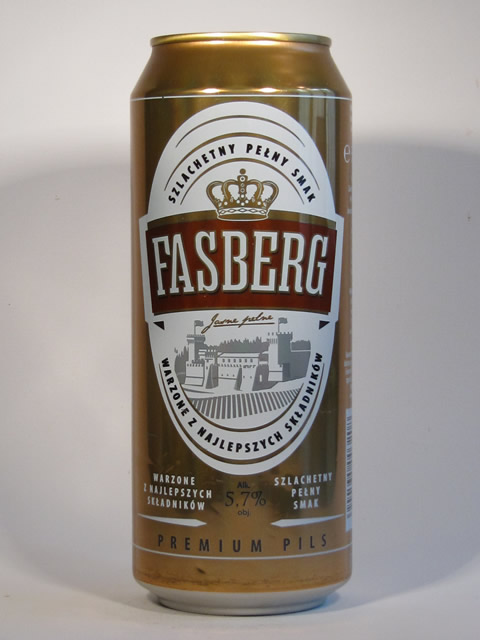 SZLACHETNY PEŁNY SMAK
FASBERG
Jasne pełne
WARZONE Z NAJLEPSZYCH SKŁADNIKÓW
WARZONE
Z NAJLEPSZYCH
SKŁADNIKÓW
Alk.
5,7%
obj.
SZLACHETNY
PEŁNY
SMAK
PREMIUM PILS